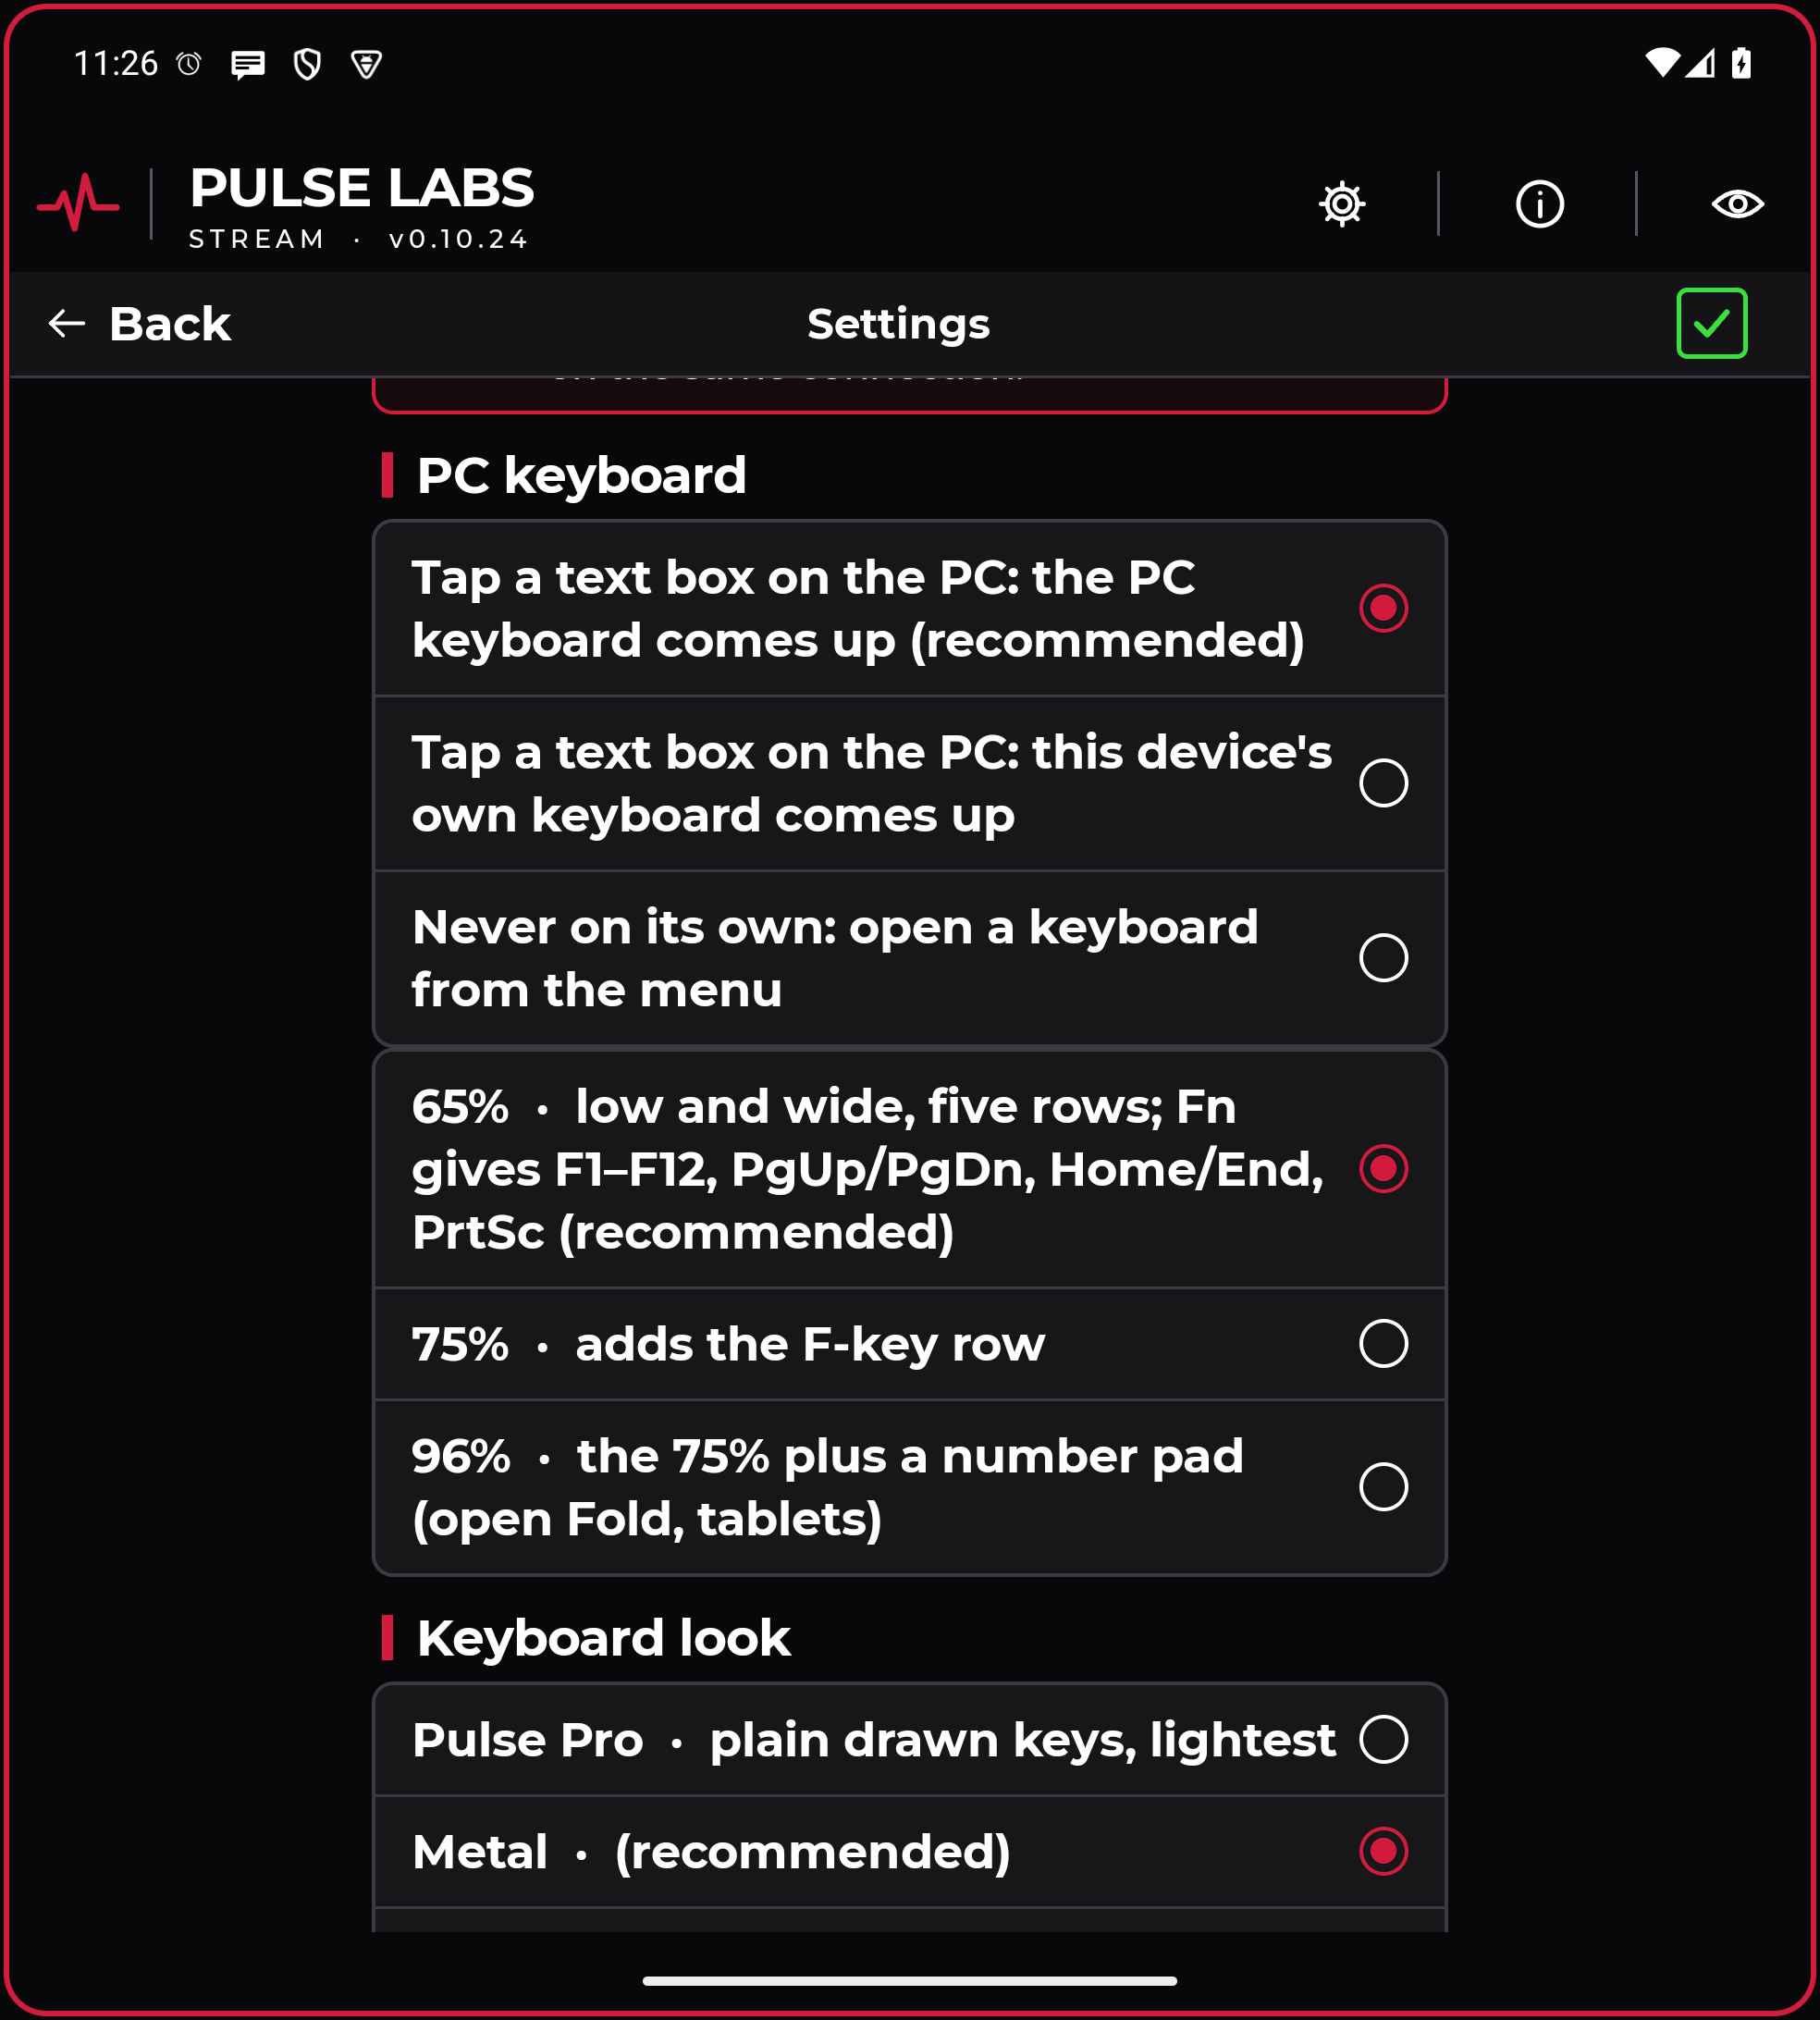 11:26
PULSE LABS
STREAM · v0.10.24
Back
Settings
on the same connection.
PC keyboard
Tap a text box on the PC: the PC
keyboard comes up (recommended)
Tap a text box on the PC: this device's
own keyboard comes up
Never on its own: open a keyboard
from the menu
65% · low and wide, five rows; Fn
gives F1–F12, PgUp/PgDn, Home/End,
PrtSc (recommended)
75% · adds the F-key row
96% · the 75% plus a number pad
(open Fold, tablets)
Keyboard look
Pulse Pro · plain drawn keys, lightest
Metal · (recommended)